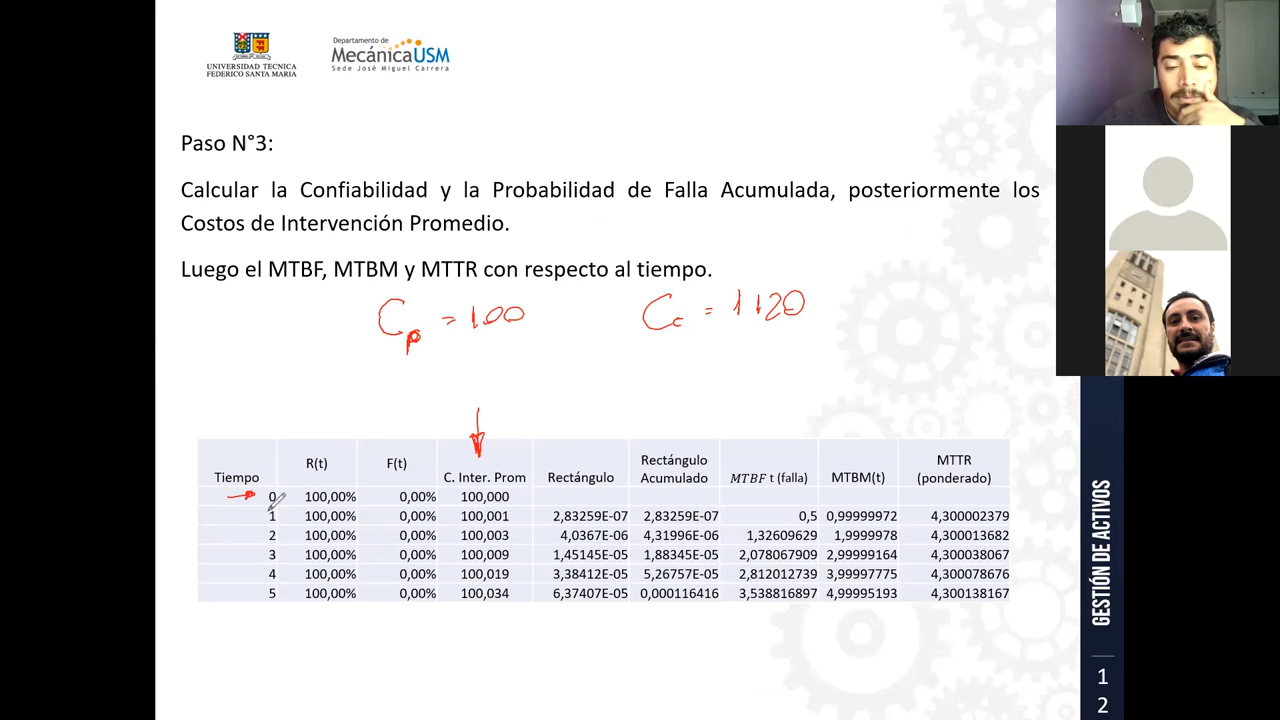 UNIVERSIDAD TECNICA
FEDERICO SANTA MARIA
Departamento de
MecánicaUSM
Sede José Miguel Carrera
Paso N°3:
Calcular la Confiabilidad y la Probabilidad de Falla Acumulada, posteriormente los
Costos de Intervención Promedio.
Luego el MTBF, MTBM y MTTR con respecto al tiempo.
Cp = 100 Cc = 1120
Tiempo R(t) F(t) C. Inter. Prom Rectángulo Rectángulo Acumulado MTBF t (falla) MTBM(t) MTTR (ponderado)
0 100,00% 0,00% 100,000
1 100,00% 0,00% 100,001 2,83259E-07 2,83259E-07 0,5 0,99999972 4,300002379
2 100,00% 0,00% 100,003 4,0367E-06 4,31996E-06 1,32609629 1,9999978 4,300013682
3 100,00% 0,00% 100,009 1,45145E-05 1,88345E-05 2,078067909 2,99999164 4,300038067
4 100,00% 0,00% 100,019 3,38412E-05 5,26757E-05 2,812012739 3,99997775 4,300078676
5 100,00% 0,00% 100,034 6,37407E-05 0,000116416 3,538816897 4,99995193 4,300138167
GESTIÓN DE ACTIVOS
1
2